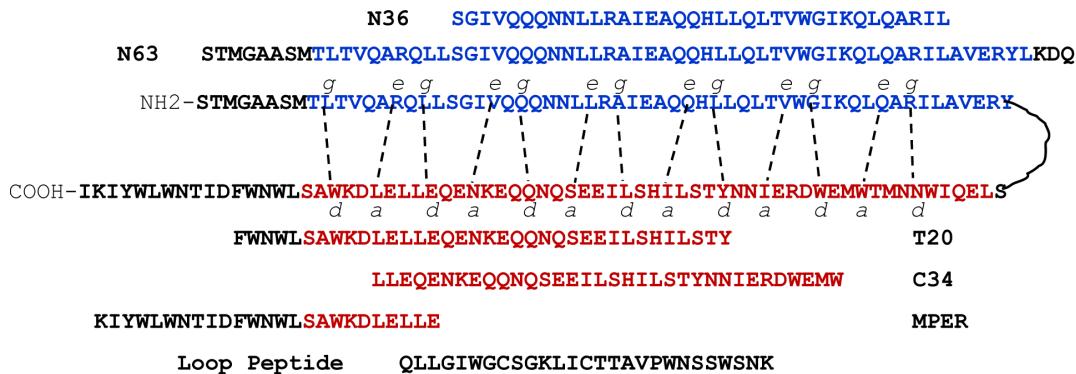 N36 SGIVQQQNNLLRAIEAQQHLLQLTVWGIKQLQARIL
N63 STMGAASMTLTVQARQLLSGIVQQQNNLLRAIEAQQHLLQLTVWGIKQLQARILAVERYLKDQ
g e g e g e g e g e g e g
NH2-STMGAASMTLTVQARQLLSGIVQQQNNLLRAIEAQQHLLQLTVWGIKQLQARILAVERY
COOH-IKIYWLWNTIDFWNWLSAWKDLELLEQENKEQQNQSEEILSHILSTYNNIERDWEMWTMNNWIQELS
d a d a d a d a d a d a d
FWNWLSAWKDLELLEQENKEQQNQSEEILSHILSTY T20
LLEQENKEQQNQSEEILSHILSTYNNIERDWEMW C34
KIYWLWNTIDFWNWLSAWKDLELLE MPER
Loop Peptide QLLGIWGCSGKLICTTAVPWNSSWSNK